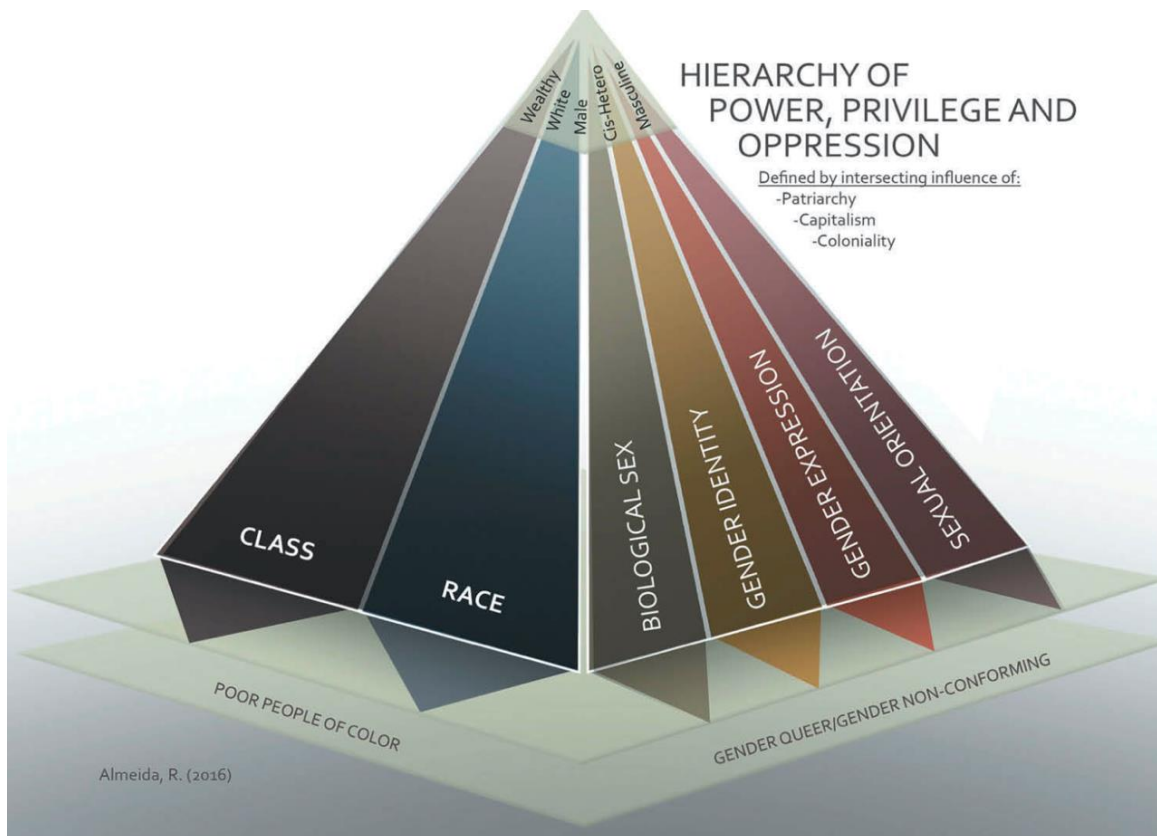 HIERARCHY OF
POWER, PRIVILEGE AND
OPPRESSION
Defined by intersecting influence of:
-Patriarchy
-Capitalism
-Coloniality
Wealthy
White
Male
Cis-Hetero
Masculine
CLASS
RACE
BIOLOGICAL SEX
GENDER IDENTITY
GENDER EXPRESSION
SEXUAL ORIENTATION
POOR PEOPLE OF COLOR
GENDER QUEER/GENDER NON-CONFORMING
Almeida, R. (2016)